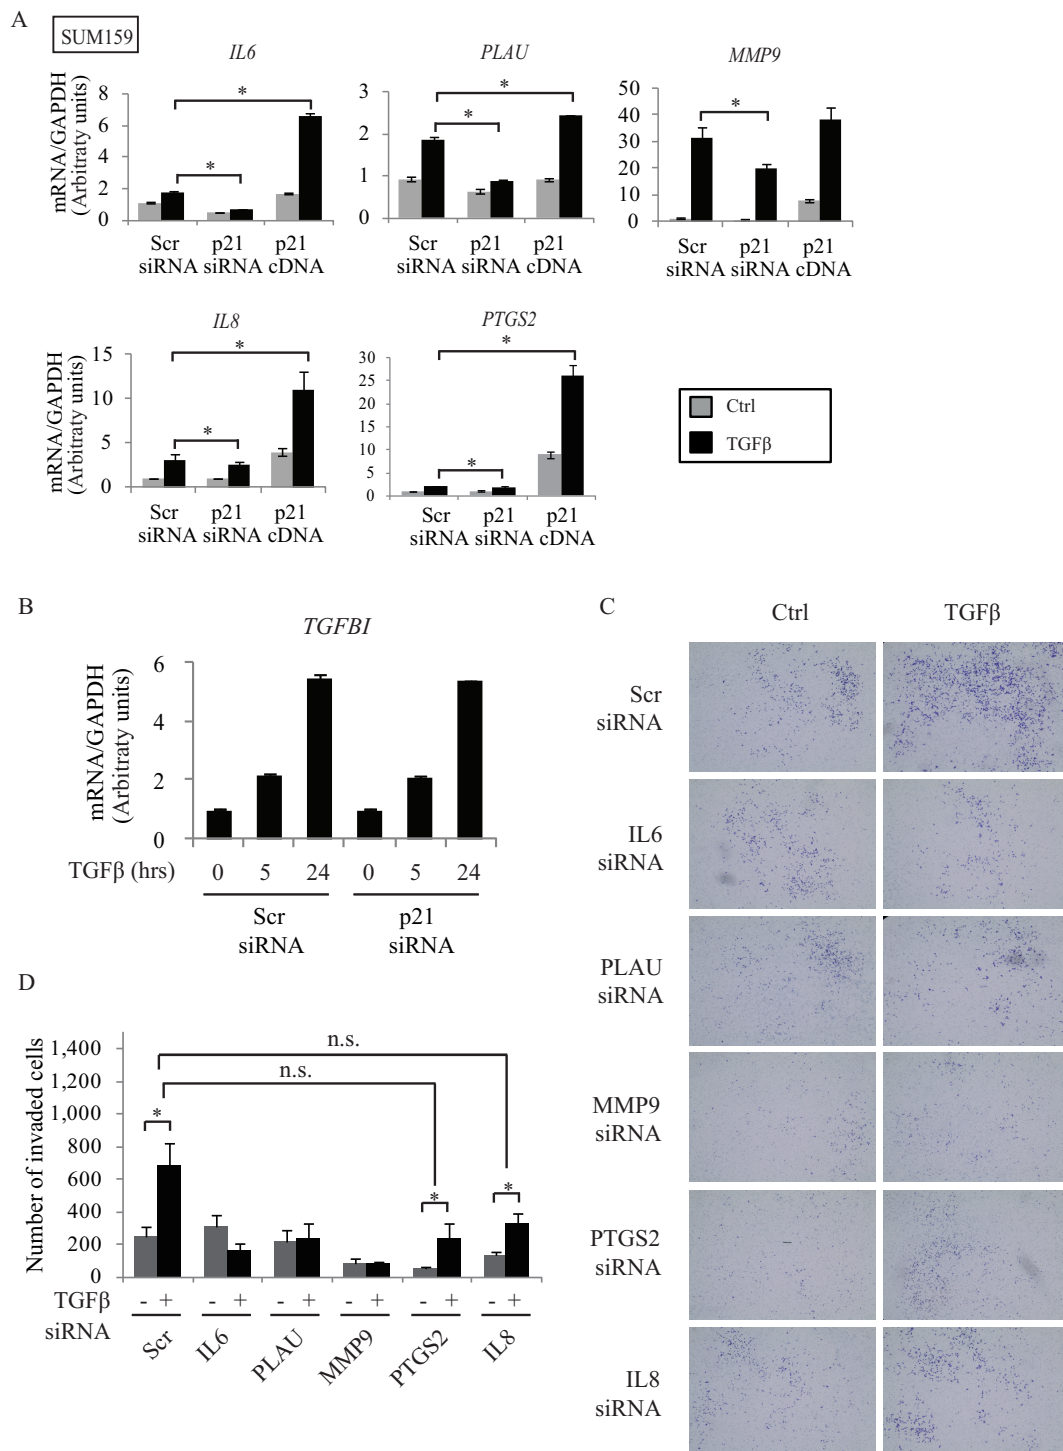 A
SUM159
IL6
mRNA/GAPDH
(Arbitraty units)
8
6
4
2
0
*
*
Scr
siRNA
p21
siRNA
p21
cDNA
PLAU
3
2
1
0
*
*
Scr
siRNA
p21
siRNA
p21
cDNA
MMP9
50
40
30
20
10
0
*
Scr
siRNA
p21
siRNA
p21
cDNA
IL8
mRNA/GAPDH
(Arbitraty units)
15
10
5
0
*
*
Scr
siRNA
p21
siRNA
p21
cDNA
PTGS2
30
25
20
15
10
5
0
*
*
Scr
siRNA
p21
siRNA
p21
cDNA
Ctrl
TGFβ
B
TGFBI
mRNA/GAPDH
(Arbitraty units)
6
4
2
0
TGFβ (hrs) 0 5 24 0 5 24
Scr
siRNA
p21
siRNA
C
Ctrl TGFβ
Scr
siRNA
IL6
siRNA
PLAU
siRNA
MMP9
siRNA
PTGS2
siRNA
IL8
siRNA
D
Number of invaded cells
1,400
1,200
1,000
800
600
400
200
0
n.s.
n.s.
*
*
*
TGFβ - + - + - + - + - + - +
siRNA
Scr IL6 PLAU MMP9 PTGS2 IL8